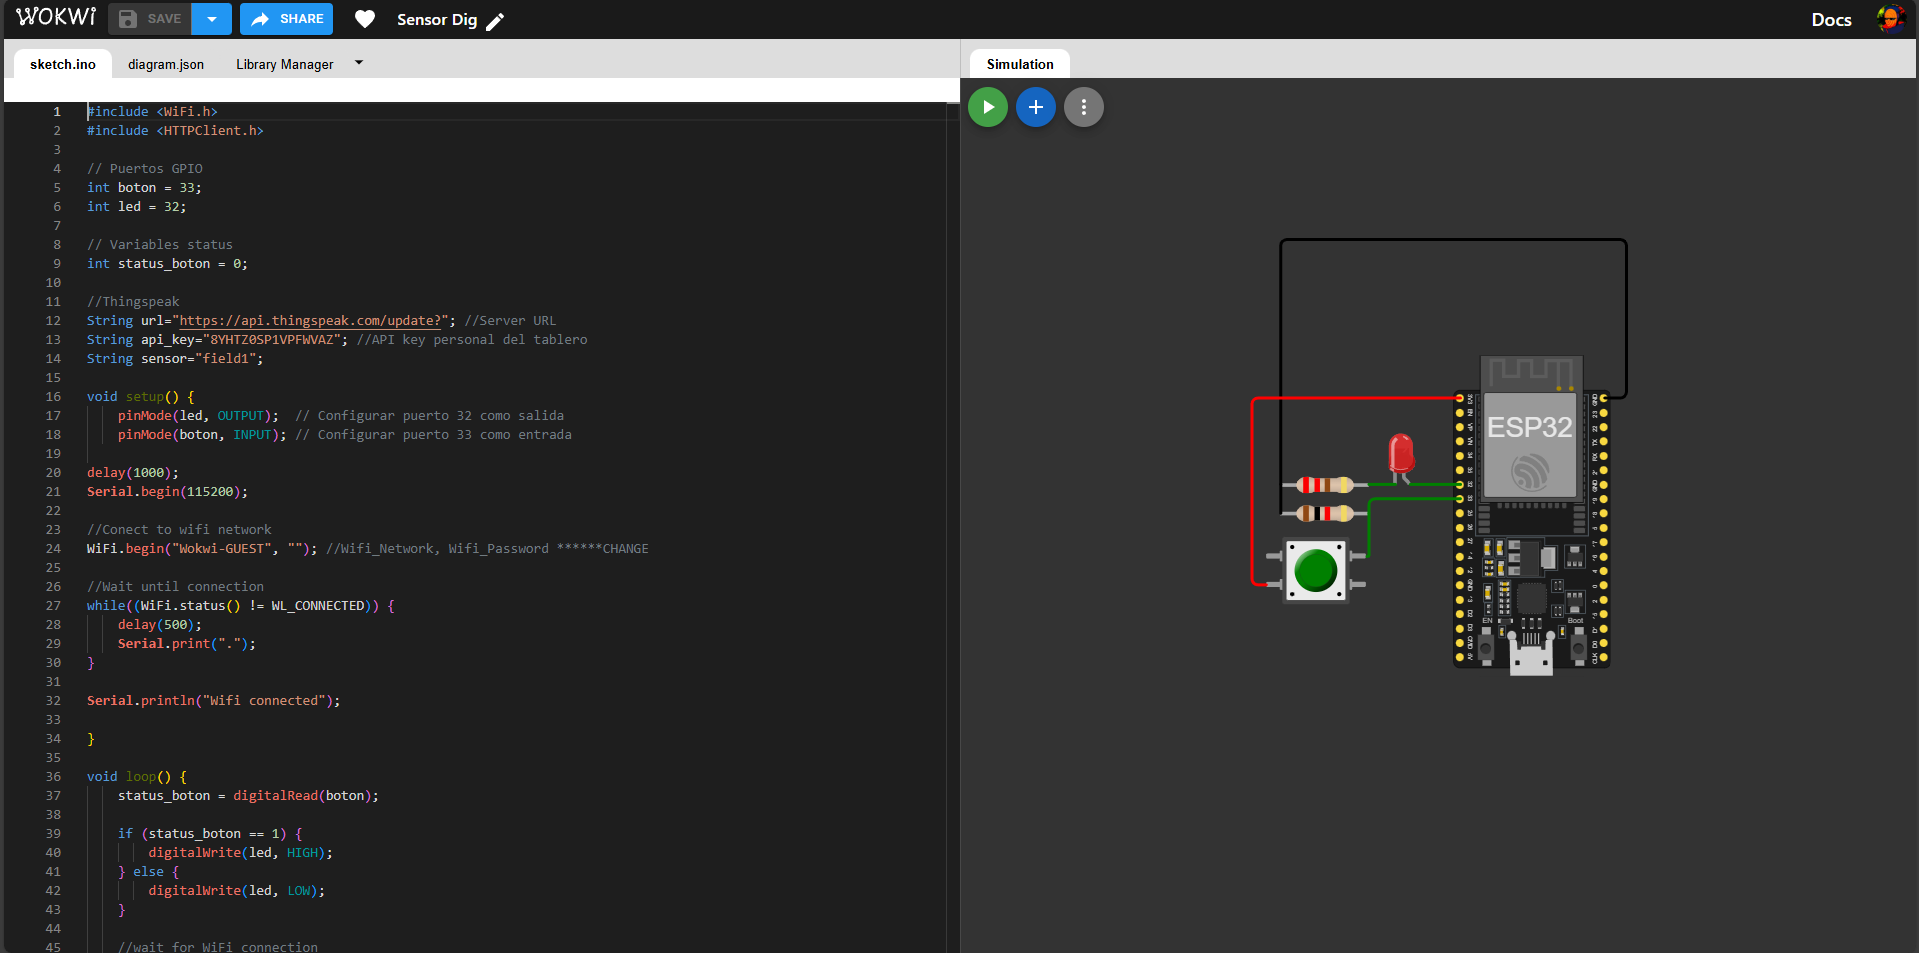 WOKWi
SAVE
SHARE
Sensor Dig
Docs
sketch.ino
diagram.json
Library Manager
Simulation
1 #include <WiFi.h>
2 #include <HTTPClient.h>
3
4 // Puertos GPIO
5 int boton = 33;
6 int led = 32;
7
8 // Variables status
9 int status_boton = 0;
10
11 //Thingspeak
12 String url="https://api.thingspeak.com/update?"; //Server URL
13 String api_key="8YHTZ0SP1VPFWVAZ"; //API key personal del tablero
14 String sensor="field1";
15
16 void setup() {
17 pinMode(led, OUTPUT); // Configurar puerto 32 como salida
18 pinMode(boton, INPUT); // Configurar puerto 33 como entrada
19
20 delay(1000);
21 Serial.begin(115200);
22
23 //Conect to wifi network
24 WiFi.begin("Wokwi-GUEST", ""); //Wifi_Network, Wifi_Password ******CHANGE
25
26 //Wait until connection
27 while((WiFi.status() != WL_CONNECTED)) {
28 delay(500);
29 Serial.print(".");
30 }
31
32 Serial.println("Wifi connected");
33
34 }
35
36 void loop() {
37 status_boton = digitalRead(boton);
38
39 if (status_boton == 1) {
40 digitalWrite(led, HIGH);
41 } else {
42 digitalWrite(led, LOW);
43 }
44
45 //wait for WiFi connection
ESP32
EN
Boot